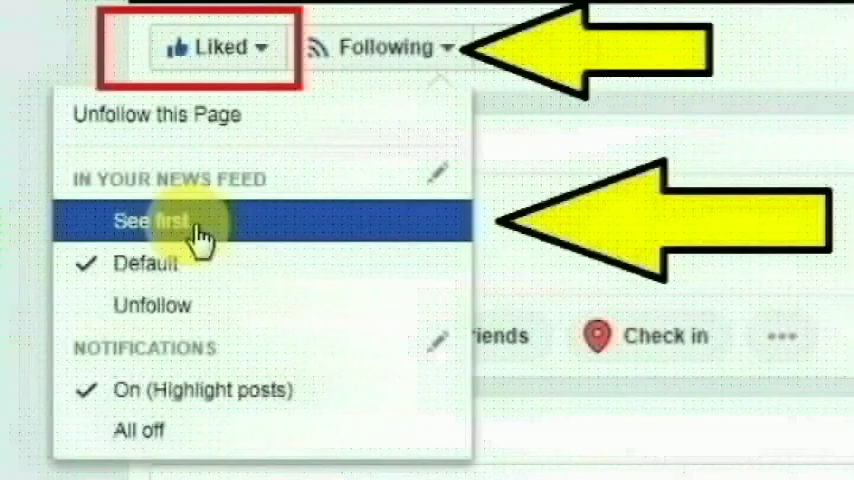 Liked Following
Unfollow this Page
IN YOUR NEWS FEED
See first
Default
Unfollow
riends Check in
NOTIFICATIONS
On (Highlight posts)
All off